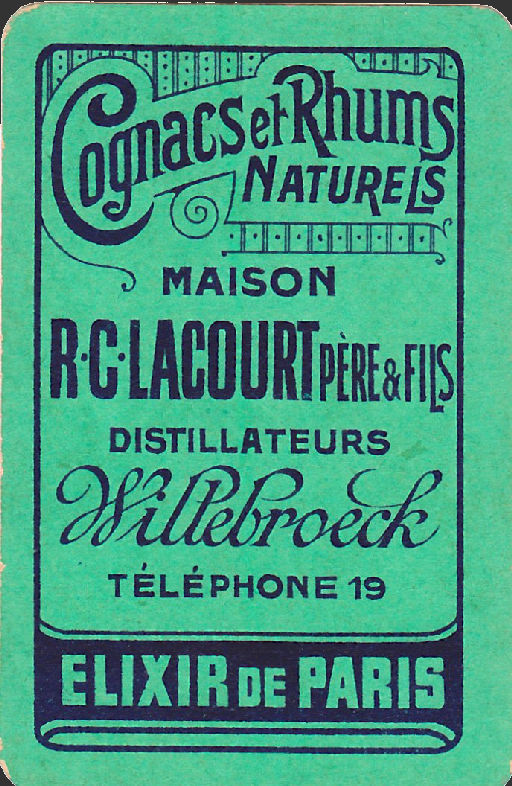 Cognacs et Rhums
NATURELS
MAISON
R·C·LACOURT PÈRE & FILS
DISTILLATEURS
Willebroeck
TÉLÉPHONE 19
ELIXIR DE PARIS